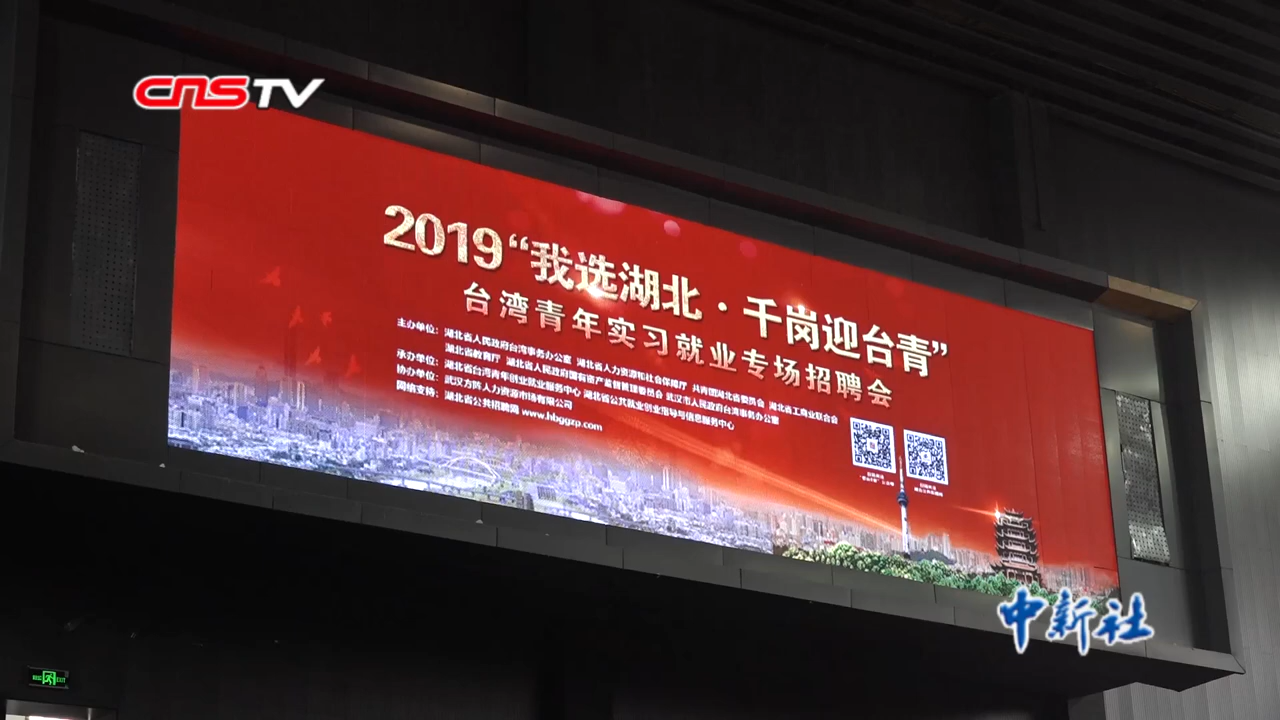 CNSTV
2019“我选湖北·千岗迎台青”
台湾青年实习就业专场招聘会
主办单位：湖北省人民政府台湾事务办公室 湖北省人力资源和社会保障厅 共青团湖北省委员会 湖北省工商业联合会
湖北省教育厅 湖北省人民政府国有资产监督管理委员会 武汉市人民政府台湾事务办公室
承办单位：湖北省台湾青年创业就业服务中心 湖北省公共就业创业指导与信息服务中心
协办单位：武汉方阵人力资源市场有限公司
网络支持：湖北省公共招聘网 www.hbggzp.com
中新社
EXIT